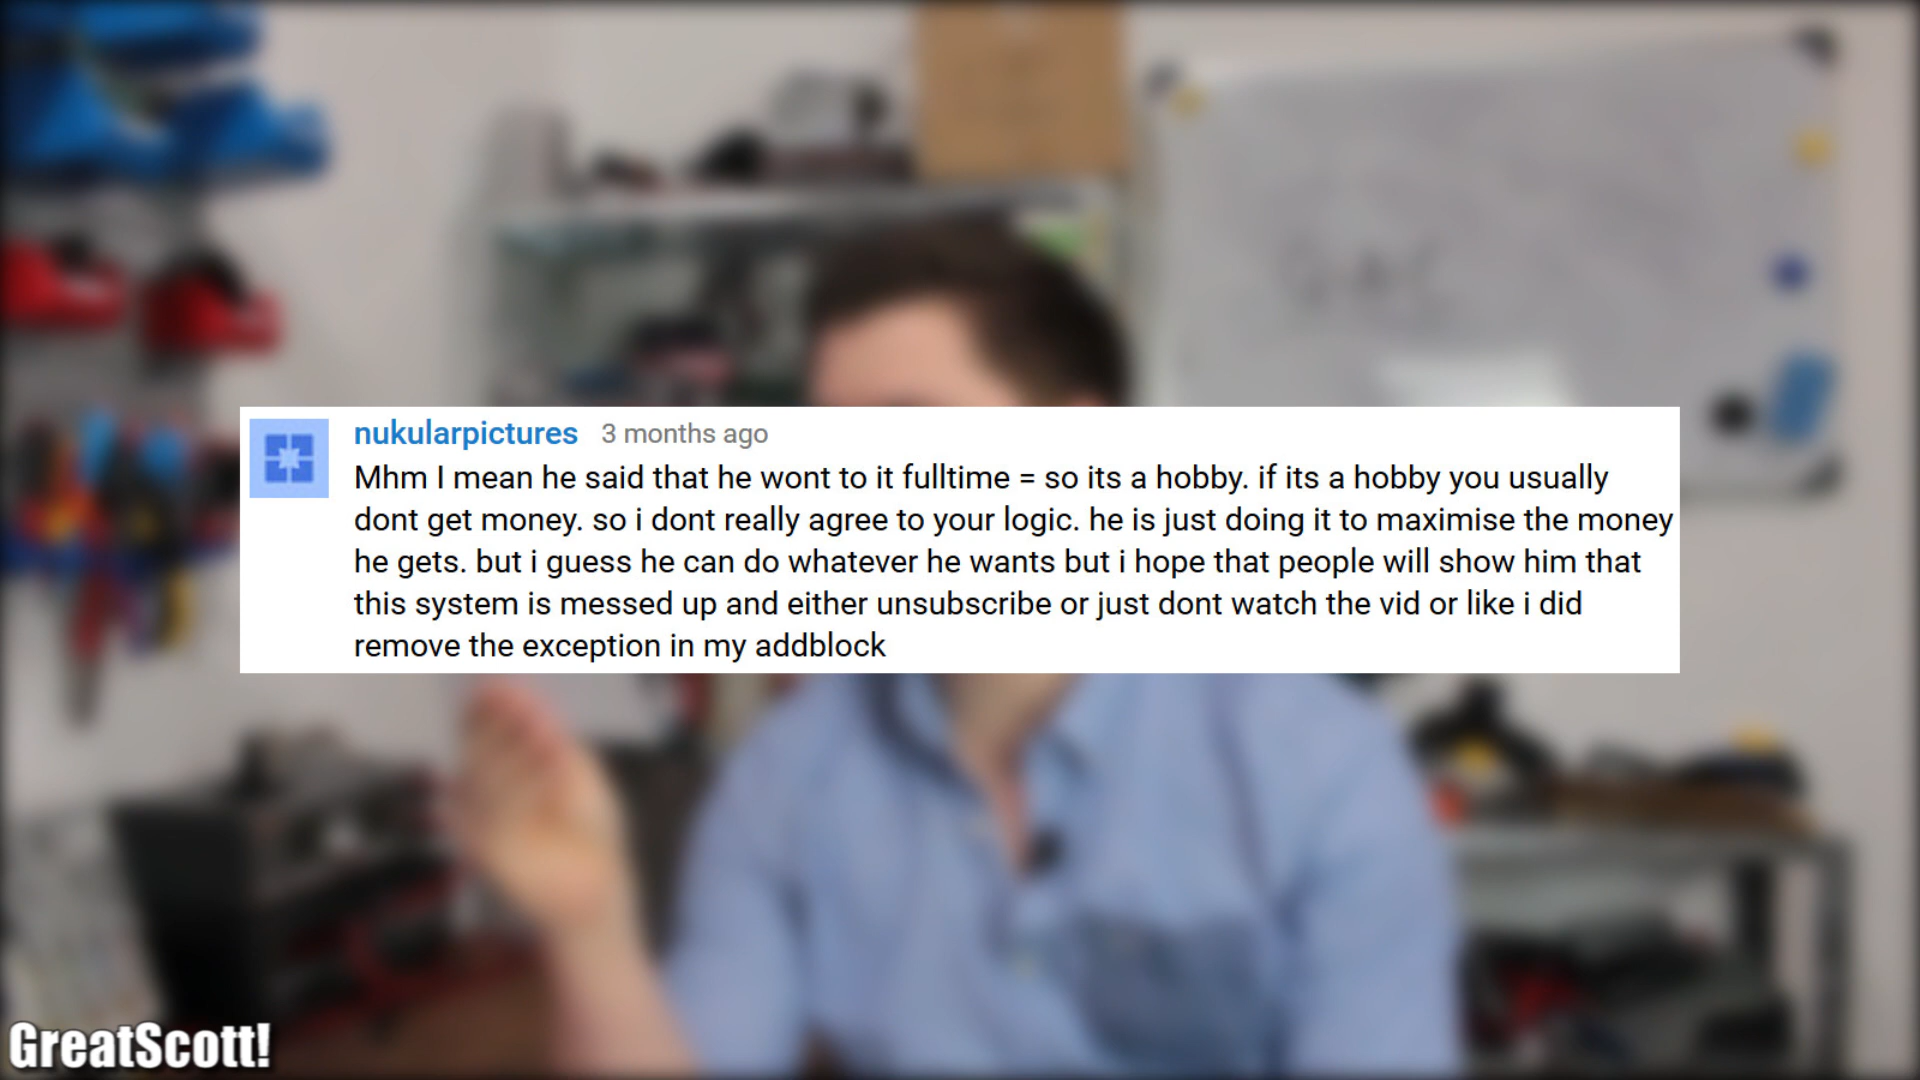 nukularpictures 3 months ago
Mhm I mean he said that he wont to it fulltime = so its a hobby. if its a hobby you usually
dont get money. so i dont really agree to your logic. he is just doing it to maximise the money
he gets. but i guess he can do whatever he wants but i hope that people will show him that
this system is messed up and either unsubscribe or just dont watch the vid or like i did
remove the exception in my addblock
GreatScott!